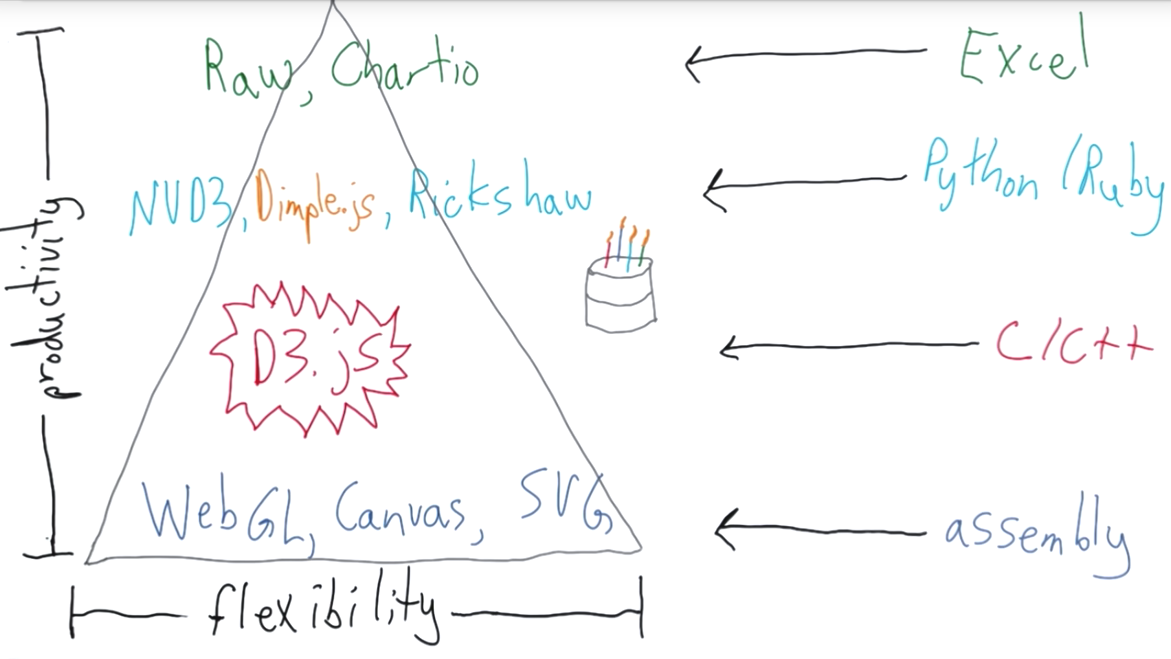 Raw, Chartio
Excel
NVD3, Dimple.js, Rickshaw
Python/Ruby
productivity
D3.js
C/C++
WebGL, Canvas, SVG
assembly
flexibility